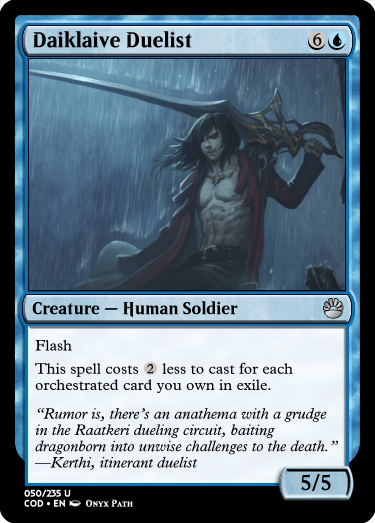 Daiklaive Duelist 6
Creature — Human Soldier
Flash
This spell costs 2 less to cast for each
orchestrated card you own in exile.
“Rumor is, there's an anathema with a grudge
in the Raatkeri dueling circuit, baiting
dragonborn into unwise challenges to the death.”
—Kerthi, itinerant duelist
5/5
050/235 U
COD • EN Onyx Path